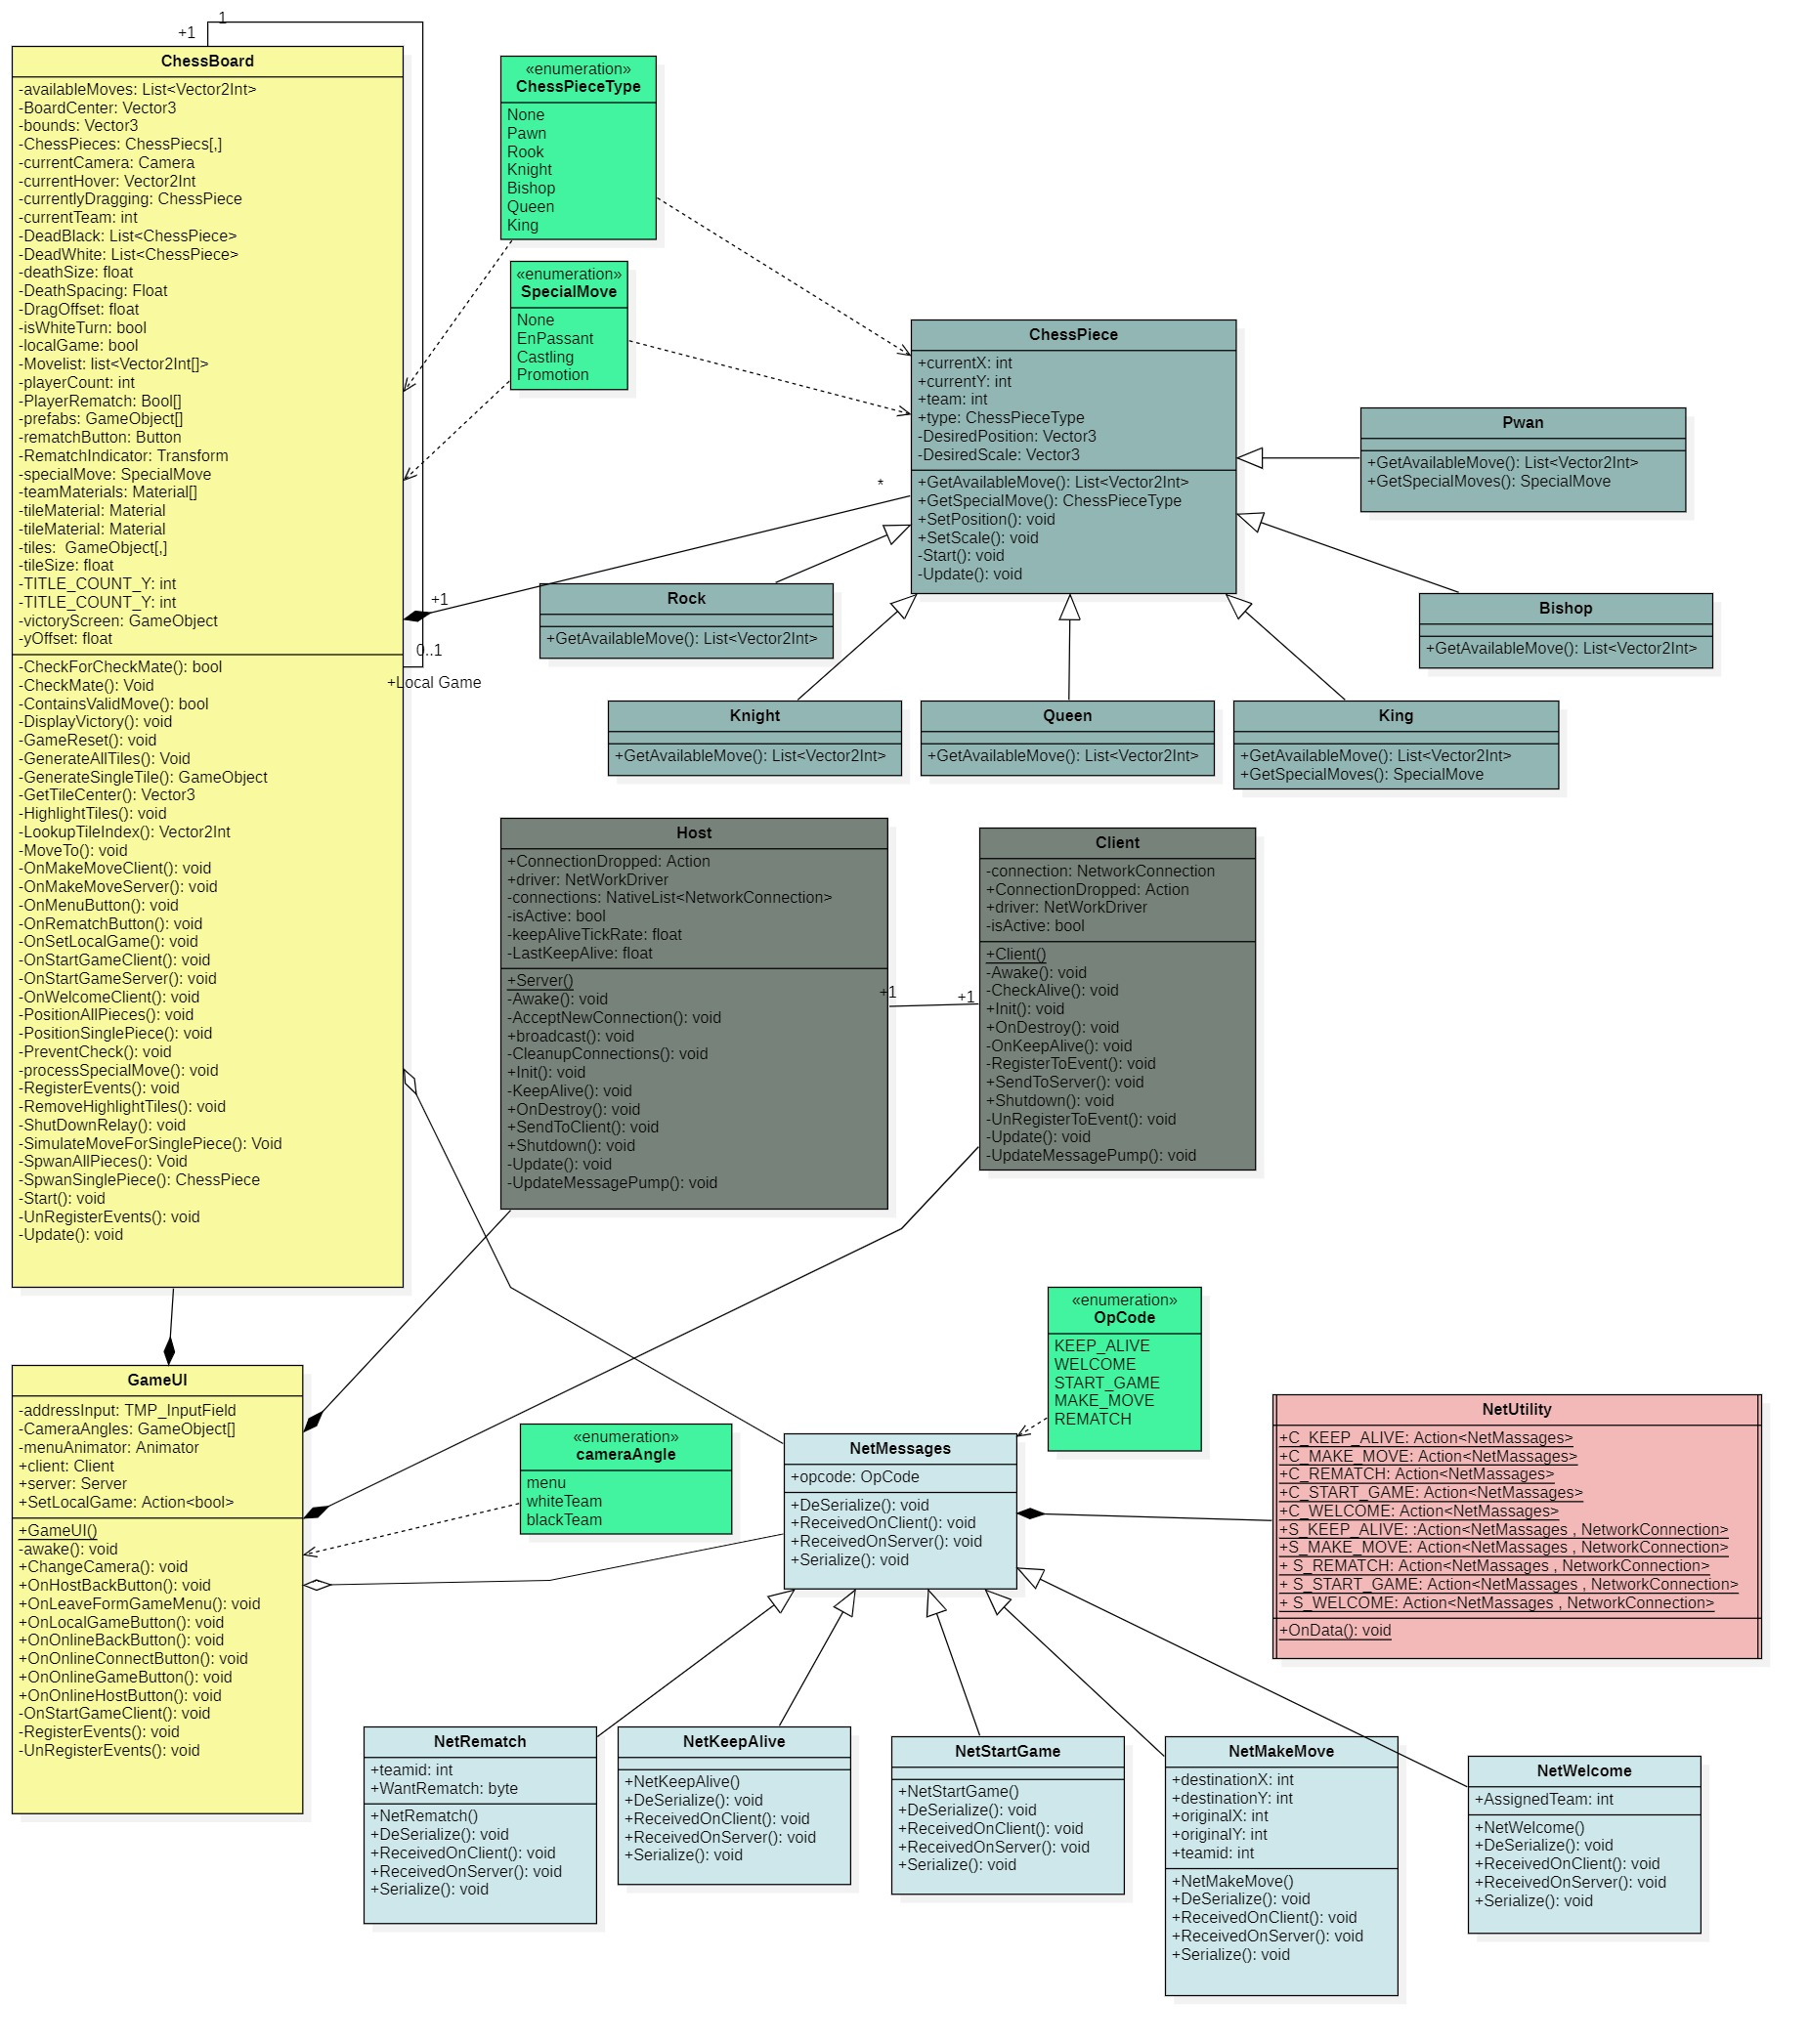 1
+1
ChessBoard
-availableMoves: List<Vector2Int>
-BoardCenter: Vector3
-bounds: Vector3
-ChessPieces: ChessPiecs[,]
-currentCamera: Camera
-currentHover: Vector2Int
-currentlyDragging: ChessPiece
-currentTeam: int
-DeadBlack: List<ChessPiece>
-DeadWhite: List<ChessPiece>
-deathSize: float
-DeathSpacing: Float
-DragOffset: float
-isWhiteTurn: bool
-localGame: bool
-Movelist: list<Vector2Int[]>
-playerCount: int
-PlayerRematch: Bool[]
-prefabs: GameObject[]
-rematchButton: Button
-RematchIndicator: Transform
-specialMove: SpecialMove
-teamMaterials: Material[]
-tileMaterial: Material
-tileMaterial: Material
-tiles:  GameObject[,]
-tileSize: float
-TITLE_COUNT_Y: int
-TITLE_COUNT_Y: int
-victoryScreen: GameObject
-yOffset: float
-CheckForCheckMate(): bool
-CheckMate(): Void
-ContainsValidMove(): bool
-DisplayVictory(): void
-GameReset(): void
-GenerateAllTiles(): Void
-GenerateSingleTile(): GameObject
-GetTileCenter(): Vector3
-HighlightTiles(): void
-LookupTileIndex(): Vector2Int
-MoveTo(): void
-OnMakeMoveClient(): void
-OnMakeMoveServer(): void
-OnMenuButton(): void
-OnRematchButton(): void
-OnSetLocalGame(): void
-OnStartGameClient(): void
-OnStartGameServer(): void
-OnWelcomeClient(): void
-PositionAllPieces(): void
-PositionSinglePiece(): void
-PreventCheck(): void
-processSpecialMove(): void
-RegisterEvents(): void
-RemoveHighlightTiles(): void
-ShutDownRelay(): void
-SimulateMoveForSinglePiece(): Void
-SpwanAllPieces(): Void
-SpwanSinglePiece(): ChessPiece
-Start(): void
-UnRegisterEvents(): void
-Update(): void
+1
0..1
+Local Game
*
«enumeration»
ChessPieceType
None
Pawn
Rook
Knight
Bishop
Queen
King
«enumeration»
SpecialMove
None
EnPassant
Castling
Promotion
ChessPiece
+currentX: int
+currentY: int
+team: int
+type: ChessPieceType
-DesiredPosition: Vector3
-DesiredScale: Vector3
+GetAvailableMove(): List<Vector2Int>
+GetSpecialMove(): ChessPieceType
+SetPosition(): void
+SetScale(): void
-Start(): void
-Update(): void
Pwan
+GetAvailableMove(): List<Vector2Int>
+GetSpecialMoves(): SpecialMove
Rock
+GetAvailableMove(): List<Vector2Int>
Bishop
+GetAvailableMove(): List<Vector2Int>
Knight
+GetAvailableMove(): List<Vector2Int>
Queen
+GetAvailableMove(): List<Vector2Int>
King
+GetAvailableMove(): List<Vector2Int>
+GetSpecialMoves(): SpecialMove
Host
+ConnectionDropped: Action
+driver: NetWorkDriver
-connections: NativeList<NetworkConnection>
-isActive: bool
-keepAliveTickRate: float
-LastKeepAlive: float
+Server()
-Awake(): void
-AcceptNewConnection(): void
+broadcast(): void
-CleanupConnections(): void
+Init(): void
-KeepAlive(): void
+OnDestroy(): void
+SendToClient(): void
+Shutdown(): void
-Update(): void
-UpdateMessagePump(): void
+1
+1
Client
-connection: NetworkConnection
+ConnectionDropped: Action
+driver: NetWorkDriver
-isActive: bool
+Client()
-Awake(): void
-CheckAlive(): void
+Init(): void
+OnDestroy(): void
-OnKeepAlive(): void
-RegisterToEvent(): void
+SendToServer(): void
+Shutdown(): void
-UnRegisterToEvent(): void
-Update(): void
-UpdateMessagePump(): void
GameUI
-addressInput: TMP_InputField
-CameraAngles: GameObject[]
-menuAnimator: Animator
+client: Client
+server: Server
+SetLocalGame: Action<bool>
+GameUI()
-awake(): void
+ChangeCamera(): void
+OnHostBackButton(): void
+OnLeaveFormGameMenu(): void
+OnLocalGameButton(): void
+OnOnlineBackButton(): void
+OnOnlineConnectButton(): void
+OnOnlineGameButton(): void
+OnOnlineHostButton(): void
-OnStartGameClient(): void
-RegisterEvents(): void
-UnRegisterEvents(): void
«enumeration»
cameraAngle
menu
whiteTeam
blackTeam
«enumeration»
OpCode
KEEP_ALIVE
WELCOME
START_GAME
MAKE_MOVE
REMATCH
NetMessages
+opcode: OpCode
+DeSerialize(): void
+ReceivedOnClient(): void
+ReceivedOnServer(): void
+Serialize(): void
NetUtility
+C_KEEP_ALIVE: Action<NetMassages>
+C_MAKE_MOVE: Action<NetMassages>
+C_REMATCH: Action<NetMassages>
+C_START_GAME: Action<NetMassages>
+C_WELCOME: Action<NetMassages>
+S_KEEP_ALIVE: :Action<NetMassages , NetworkConnection>
+S_MAKE_MOVE: Action<NetMassages , NetworkConnection>
+ S_REMATCH: Action<NetMassages , NetworkConnection>
+ S_START_GAME: Action<NetMassages , NetworkConnection>
+ S_WELCOME: Action<NetMassages , NetworkConnection>
+OnData(): void
NetRematch
+teamid: int
+WantRematch: byte
+NetRematch()
+DeSerialize(): void
+ReceivedOnClient(): void
+ReceivedOnServer(): void
+Serialize(): void
NetKeepAlive
+NetKeepAlive()
+DeSerialize(): void
+ReceivedOnClient(): void
+ReceivedOnServer(): void
+Serialize(): void
NetStartGame
+NetStartGame()
+DeSerialize(): void
+ReceivedOnClient(): void
+ReceivedOnServer(): void
+Serialize(): void
NetMakeMove
+destinationX: int
+destinationY: int
+originalX: int
+originalY: int
+teamid: int
+NetMakeMove()
+DeSerialize(): void
+ReceivedOnClient(): void
+ReceivedOnServer(): void
+Serialize(): void
NetWelcome
+AssignedTeam: int
+NetWelcome()
+DeSerialize(): void
+ReceivedOnClient(): void
+ReceivedOnServer(): void
+Serialize(): void